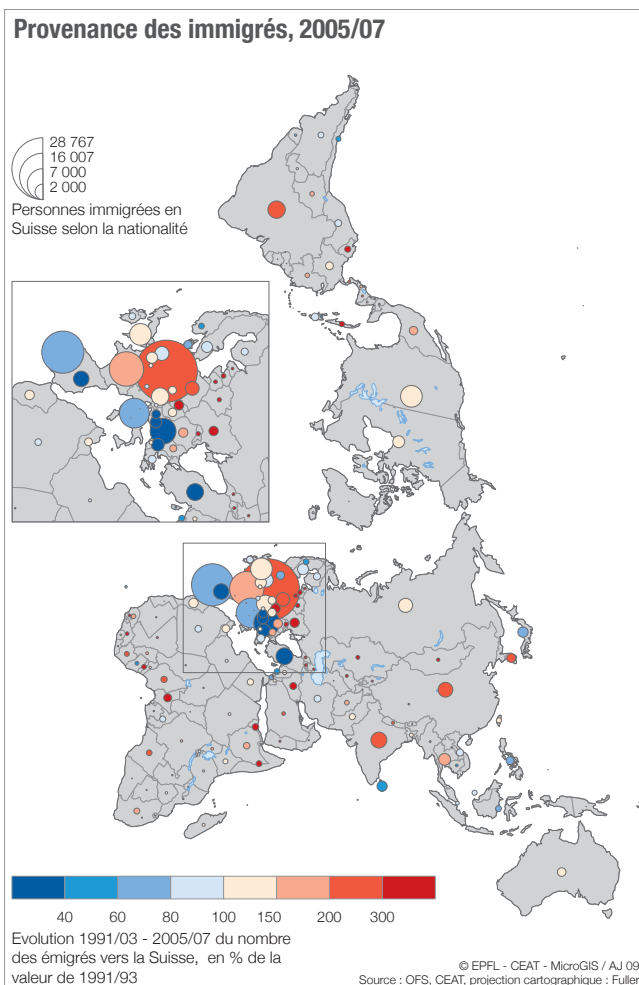 Provenance des immigrés, 2005/07
28 767
16 007
7 000
2 000
Personnes immigrées en
Suisse selon la nationalité
40 60 80 100 150 200 300
Evolution 1991/03 - 2005/07 du nombre
des émigrés vers la Suisse, en % de la
valeur de 1991/93
© EPFL - CEAT - MicroGIS / AJ 09
Source : OFS, CEAT, projection cartographique : Fuller